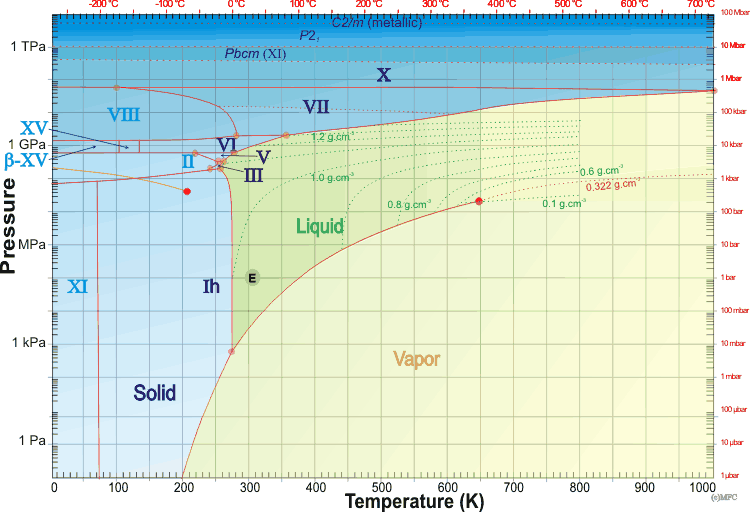 -200°C -100°C 0°C 100°C 200°C 300°C 400°C 500°C 600°C 700°C
100 Mbar
C2/m (metallic)
P2₁
1 TPa
10 Mbar
Pbcm (XI)
X
1 Mbar
VIII
VII
100 kbar
XV
1.2 g.cm⁻³
1 GPa
VI
10 kbar
β-XV
II
V
III
1.0 g.cm⁻³
0.6 g.cm⁻³
1 kbar
0.322 g.cm⁻³
0.8 g.cm⁻³
0.1 g.cm⁻³
100 bar
Liquid
MPa
10 bar
Pressure
E
1 bar
XI
Ih
100 mbar
1 kPa
10 mbar
Vapor
1 mbar
Solid
100 µbar
1 Pa
10 µbar
1 µbar
0 100 200 300 400 500 600 700 800 900 1000
Temperature (K)
(c)MFC